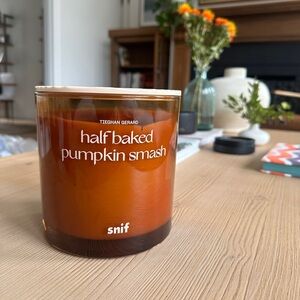 TIEGHAN GERARD
half baked
pumpkin smash
snif